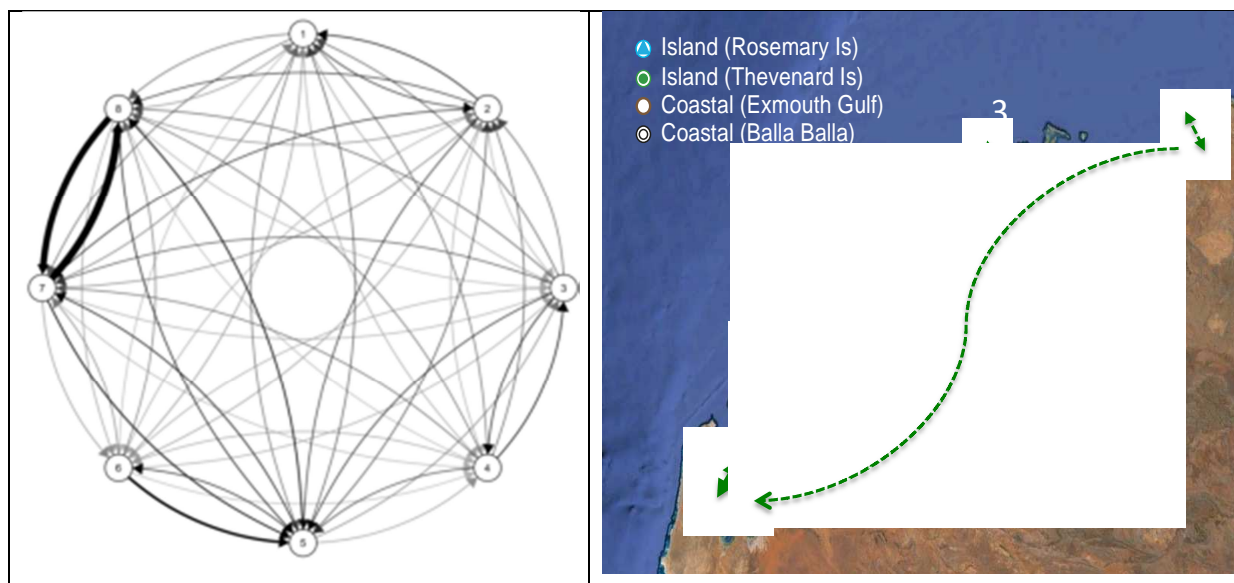 1
8
2
7
3
6
4
5
Island (Rosemary Is)
Island (Thevenard Is)
Coastal (Exmouth Gulf)
Coastal (Balla Balla)
3